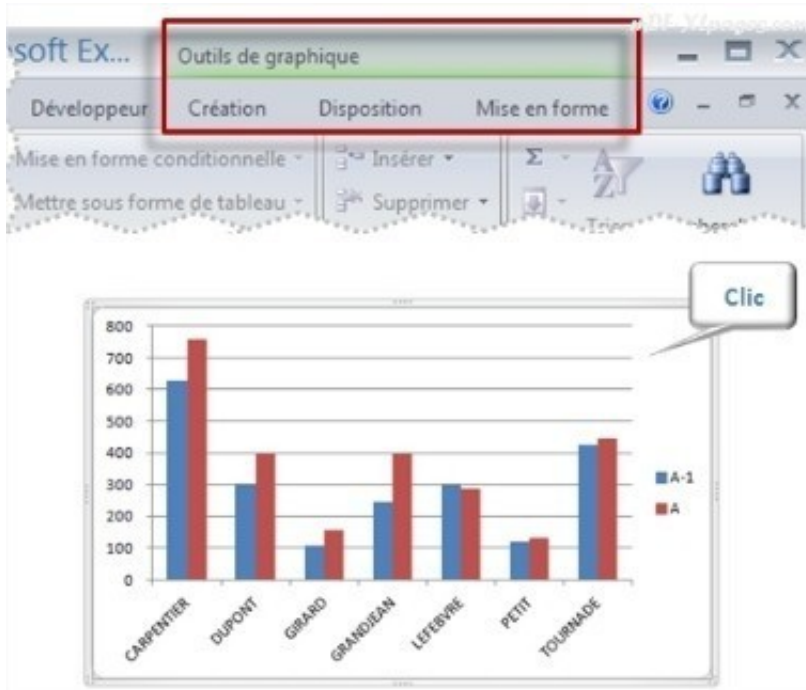 soft Ex...
Outils de graphique
Développeur Création Disposition Mise en forme
Mise en forme conditionnelle Insérer Σ A Z
Mettre sous forme de tableau Supprimer
Clic
800
700
600
500
400
300
200
100
0
A-1
A
CARPENTIER DUPONT GIRARD GRANDJEAN LEFEBVRE PETIT TOURNADE